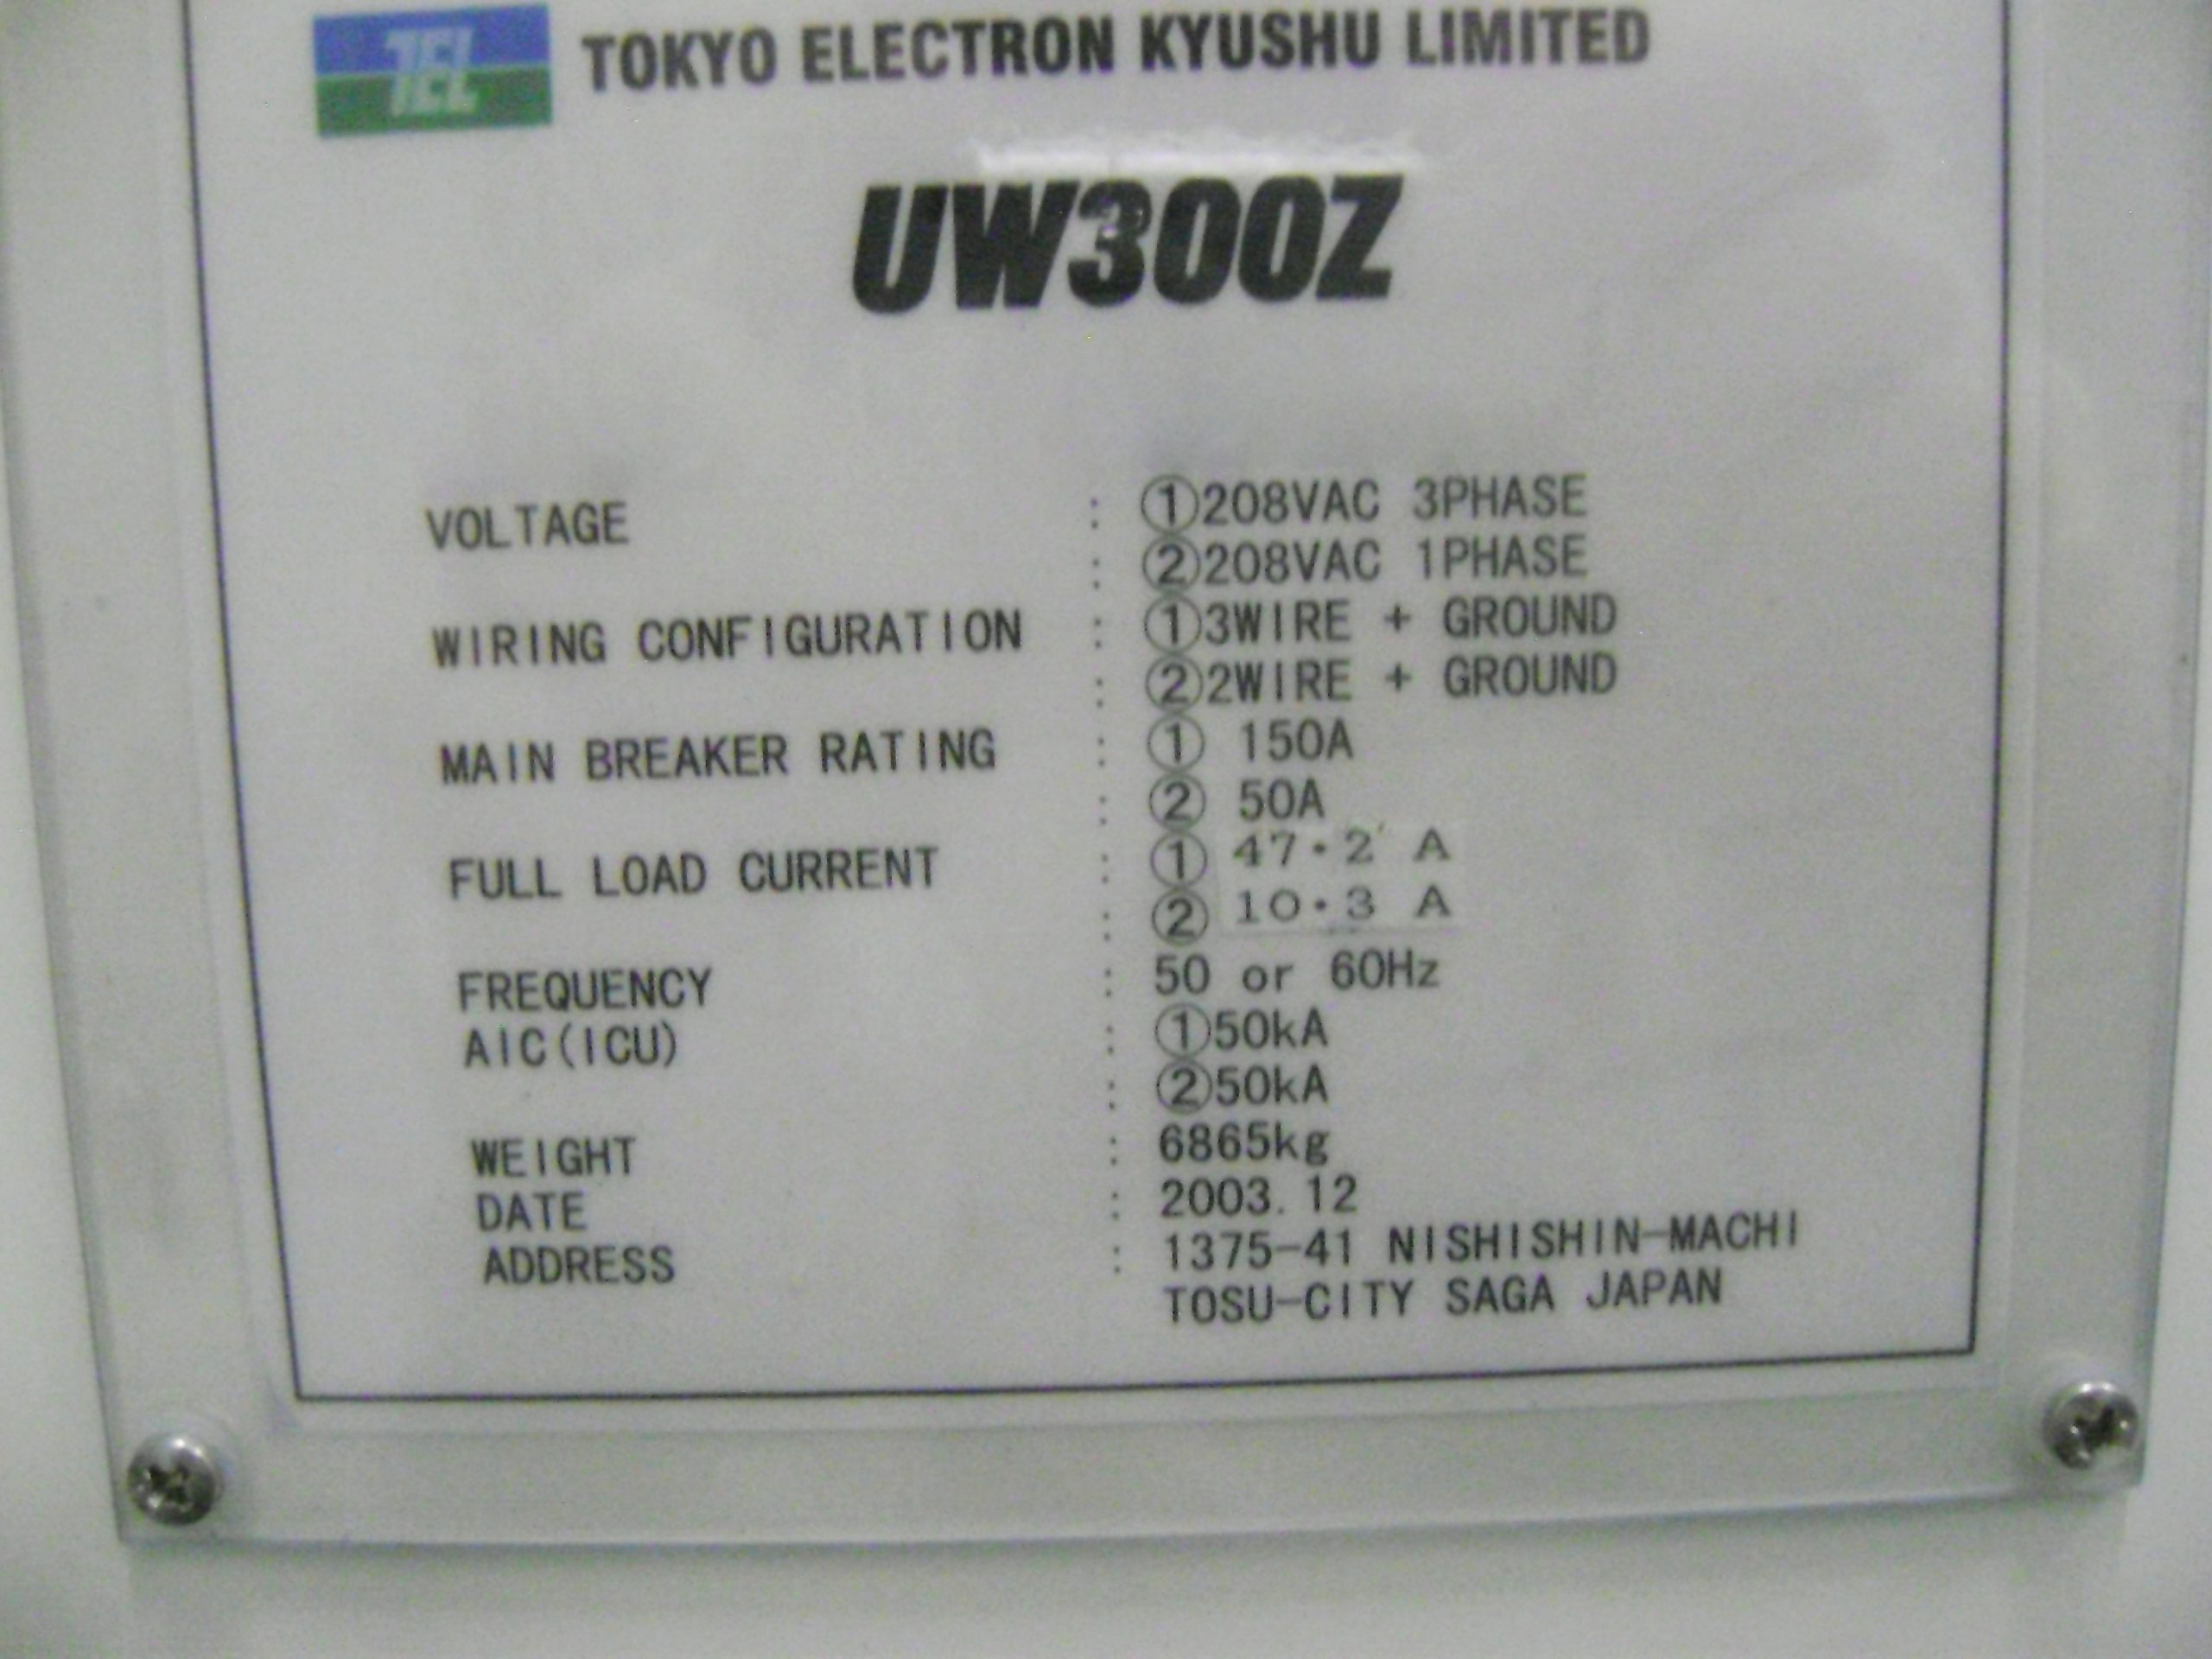 TEL TOKYO ELECTRON KYUSHU LIMITED
UW300Z
VOLTAGE : ①208VAC 3PHASE
: ②208VAC 1PHASE
WIRING CONFIGURATION : ①3WIRE + GROUND
: ②2WIRE + GROUND
MAIN BREAKER RATING : ① 150A
: ② 50A
FULL LOAD CURRENT : ① 47.2 A
: ② 10.3 A
FREQUENCY : 50 or 60Hz
AIC(ICU) : ①50kA
: ②50kA
WEIGHT : 6865kg
DATE : 2003.12
ADDRESS : 1375-41 NISHISHIN-MACHI
TOSU-CITY SAGA JAPAN